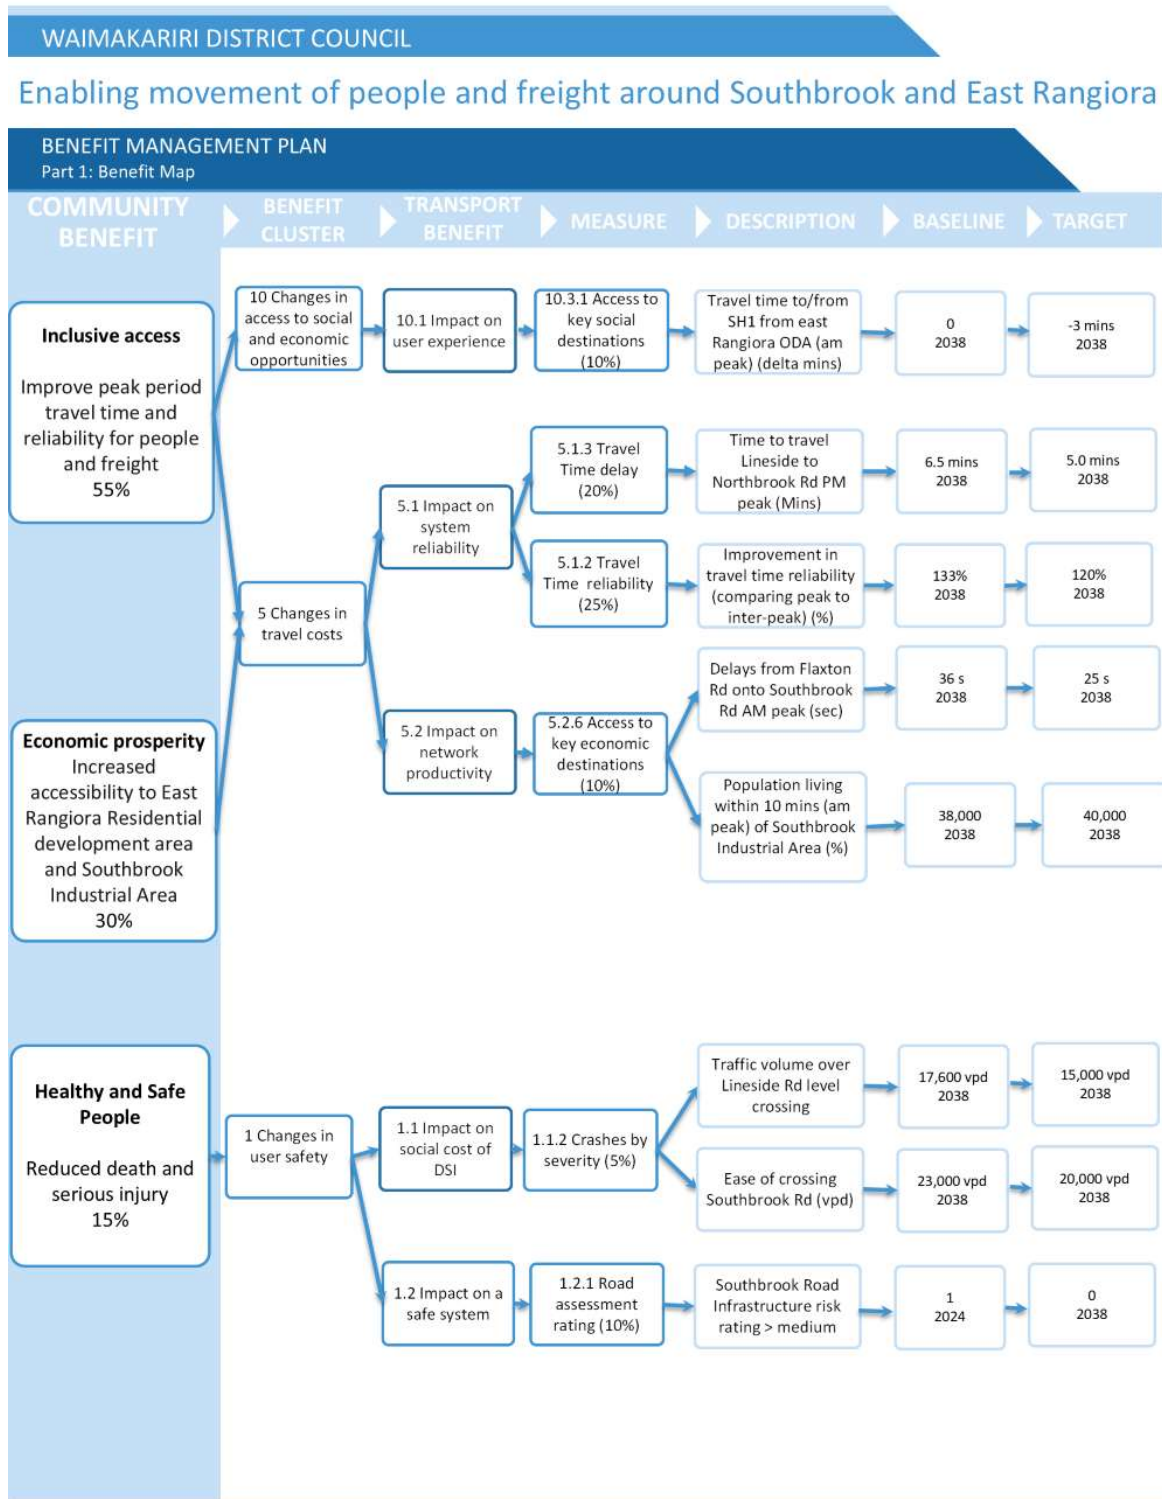 WAIMAKARIRI DISTRICT COUNCIL
Enabling movement of people and freight around Southbrook and East Rangiora
BENEFIT MANAGEMENT PLAN
Part 1: Benefit Map
COMMUNITY
BENEFIT
BENEFIT
CLUSTER
TRANSPORT
BENEFIT
MEASURE
DESCRIPTION
BASELINE
TARGET
Inclusive access
Improve peak period
travel time and
reliability for people
and freight
55%
10 Changes in
access to social
and economic
opportunities
10.1 Impact on
user experience
10.3.1 Access to
key social
destinations
(10%)
Travel time to/from
SH1 from east
Rangiora ODA (am
peak) (delta mins)
0
2038
-3 mins
2038
5.1.3 Travel
Time delay
(20%)
Time to travel
Lineside to
Northbrook Rd PM
peak (Mins)
6.5 mins
2038
5.0 mins
2038
5.1 Impact on
system
reliability
5.1.2 Travel
Time reliability
(25%)
Improvement in
travel time reliability
(comparing peak to
inter-peak) (%)
133%
2038
120%
2038
5 Changes in
travel costs
Economic prosperity
Increased
accessibility to East
Rangiora Residential
development area
and Southbrook
Industrial Area
30%
5.2 Impact on
network
productivity
5.2.6 Access to
key economic
destinations
(10%)
Delays from Flaxton
Rd onto Southbrook
Rd AM peak (sec)
36 s
2038
25 s
2038
Population living
within 10 mins (am
peak) of Southbrook
Industrial Area (%)
38,000
2038
40,000
2038
Healthy and Safe
People
Reduced death and
serious injury
15%
1 Changes in
user safety
1.1 Impact on
social cost of
DSI
1.1.2 Crashes by
severity (5%)
Traffic volume over
Lineside Rd level
crossing
17,600 vpd
2038
15,000 vpd
2038
Ease of crossing
Southbrook Rd (vpd)
23,000 vpd
2038
20,000 vpd
2038
1.2 Impact on a
safe system
1.2.1 Road
assessment
rating (10%)
Southbrook Road
Infrastructure risk
rating > medium
1
2024
0
2038